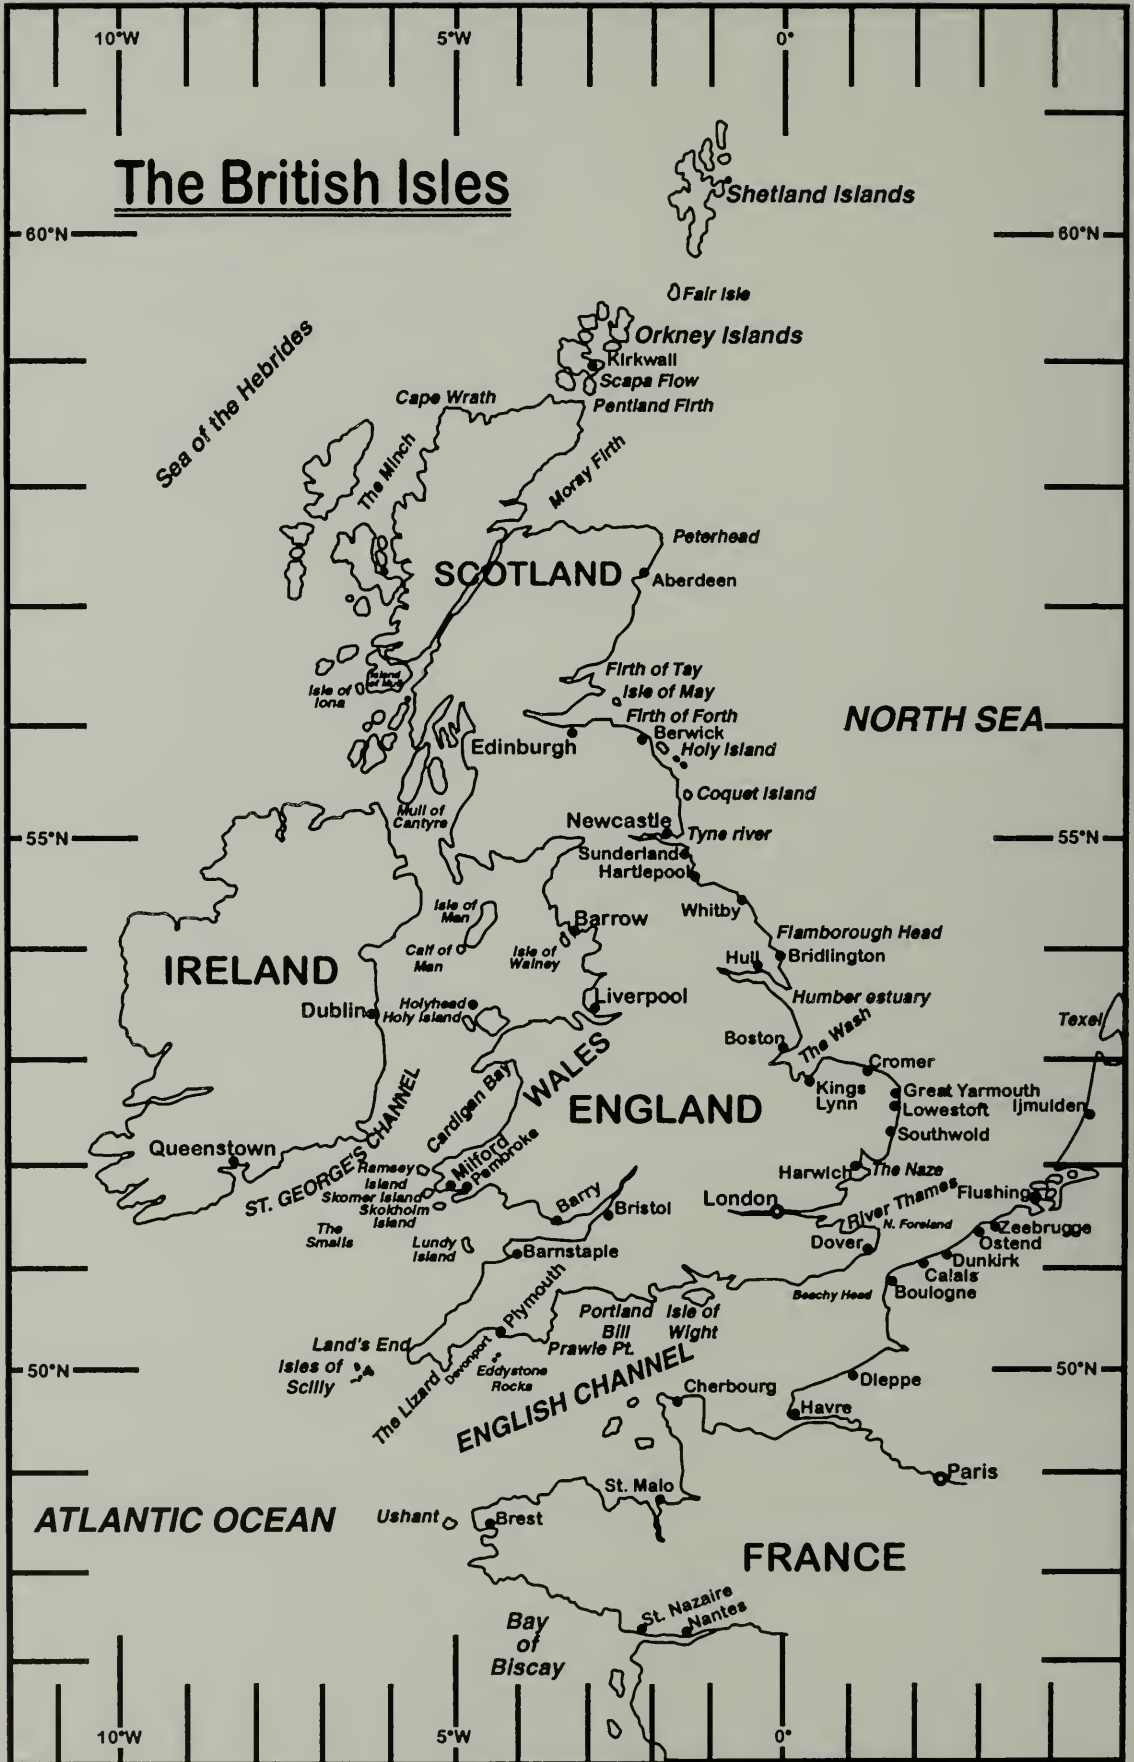 10°W
5°W
0°
The British Isles
Shetland Islands
60°N
60°N
Fair Isle
Sea of the Hebrides
Orkney Islands
Kirkwall
Scapa Flow
Cape Wrath
Pentland Firth
The Minch
Moray Firth
Peterhead
SCOTLAND
Aberdeen
Firth of Tay
Isle of
Iona
Island
of Mull
Isle of May
Firth of Forth
NORTH SEA
Berwick
Edinburgh
Holy Island
Coquet Island
Mull of
Cantyre
Newcastle
Tyne river
55°N
55°N
Sunderland
Hartlepool
Whitby
Isle of
Man
Barrow
Flamborough Head
Calf of
Man
Isle of
Walney
Hull
Bridlington
IRELAND
Dublin
Holyhead
Holy Island
Liverpool
Humber estuary
Texel
Boston
The Wash
Cromer
WALES
Cardigan Bay
Kings
Lynn
Great Yarmouth
Lowestoft
Ijmulden
ENGLAND
Southwold
Queenstown
ST. GEORGE'S CHANNEL
Ramsey
Island
Milford
Pembroke
Skomer Island
Skokholm
Island
Harwich
The Naze
London
River Thames
Flushing
Barry
Bristol
N. Foreland
Zeebrugge
The
Smalls
Lundy
Island
Barnstaple
Dover
Ostend
Dunkirk
Calais
Boulogne
Beachy Head
Plymouth
Portland
Bill
Isle of
Wight
Land's End
Devonport
Prawle Pt.
Isles of
Scilly
Eddystone
Rocks
50°N
50°N
The Lizard
ENGLISH CHANNEL
Cherbourg
Dieppe
Havre
Paris
St. Malo
ATLANTIC OCEAN
Ushant
Brest
FRANCE
St. Nazaire
Nantes
Bay
of
Biscay
10°W
5°W
0°